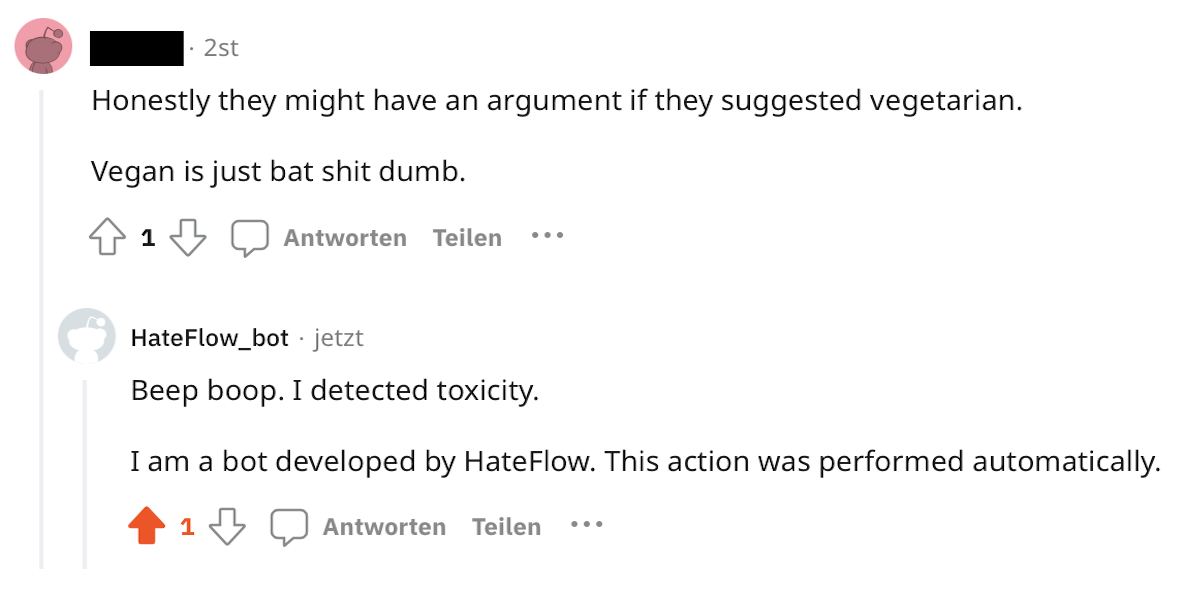 · 2st
Honestly they might have an argument if they suggested vegetarian.
Vegan is just bat shit dumb.
1 Antworten Teilen ···
HateFlow_bot · jetzt
Beep boop. I detected toxicity.
I am a bot developed by HateFlow. This action was performed automatically.
1 Antworten Teilen ···